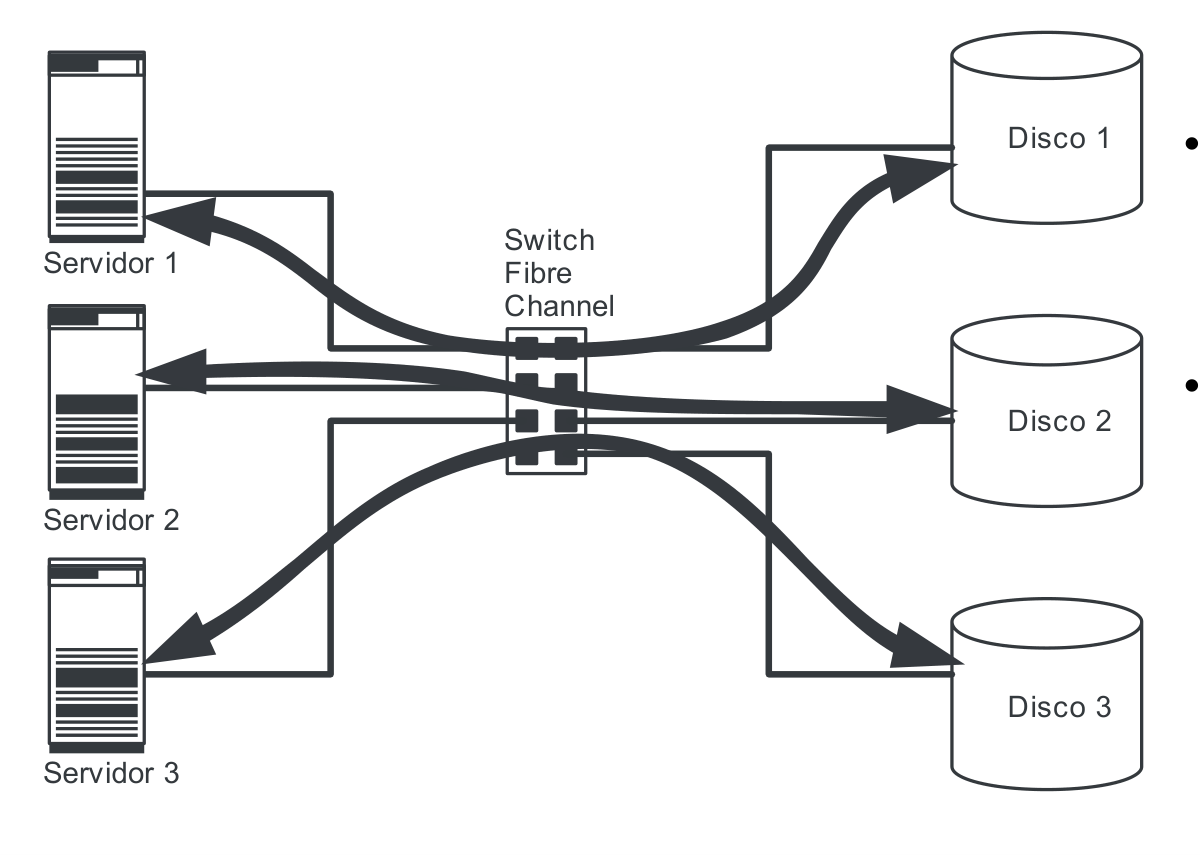 Disco 1
Switch
Fibre
Channel
Servidor 1
Disco 2
Servidor 2
Disco 3
Servidor 3